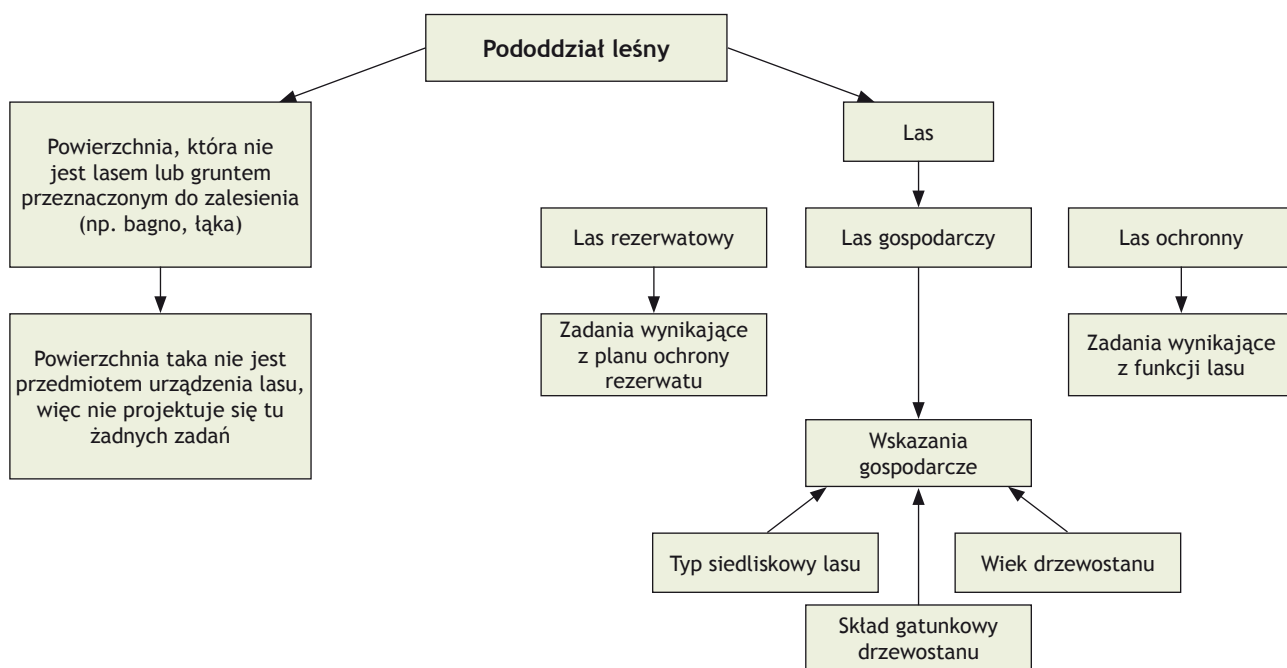 Pododdział leśny
Powierzchnia, która nie
jest lasem lub gruntem
przeznaczonym do zalesienia
(np. bagno, łąka)
Las
Las rezerwatowy
Las gospodarczy
Las ochronny
Powierzchnia taka nie jest
przedmiotem urządzenia lasu,
więc nie projektuje się tu
żadnych zadań
Zadania wynikające
z planu ochrony
rezerwatu
Zadania wynikające
z funkcji lasu
Wskazania
gospodarcze
Typ siedliskowy lasu
Wiek drzewostanu
Skład gatunkowy
drzewostanu